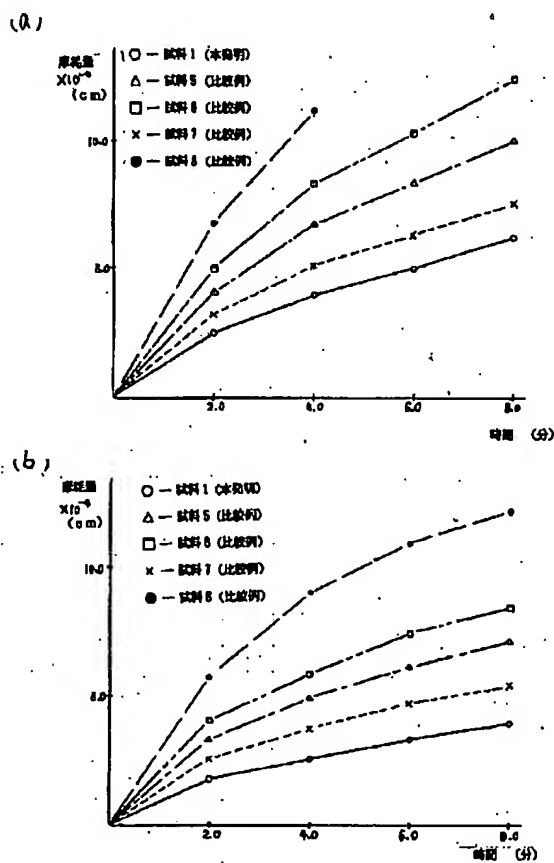 (a)
摩耗量
×10⁻⁴
(cm)
○ — 試料1 (本発明)
△ — 試料5 (比較例)
□ — 試料6 (比較例)
× — 試料7 (比較例)
● — 試料8 (比較例)
10.0
5.0
2.0 4.0 6.0 8.0
時間 (分)
(b)
摩耗量
(cm)
○ — 試料1 (本発明)
△ — 試料5 (比較例)
□ — 試料6 (比較例)
× — 試料7 (比較例)
● — 試料8 (比較例)
10.0
5.0
2.0 4.0 6.0 8.0
時間 (分)